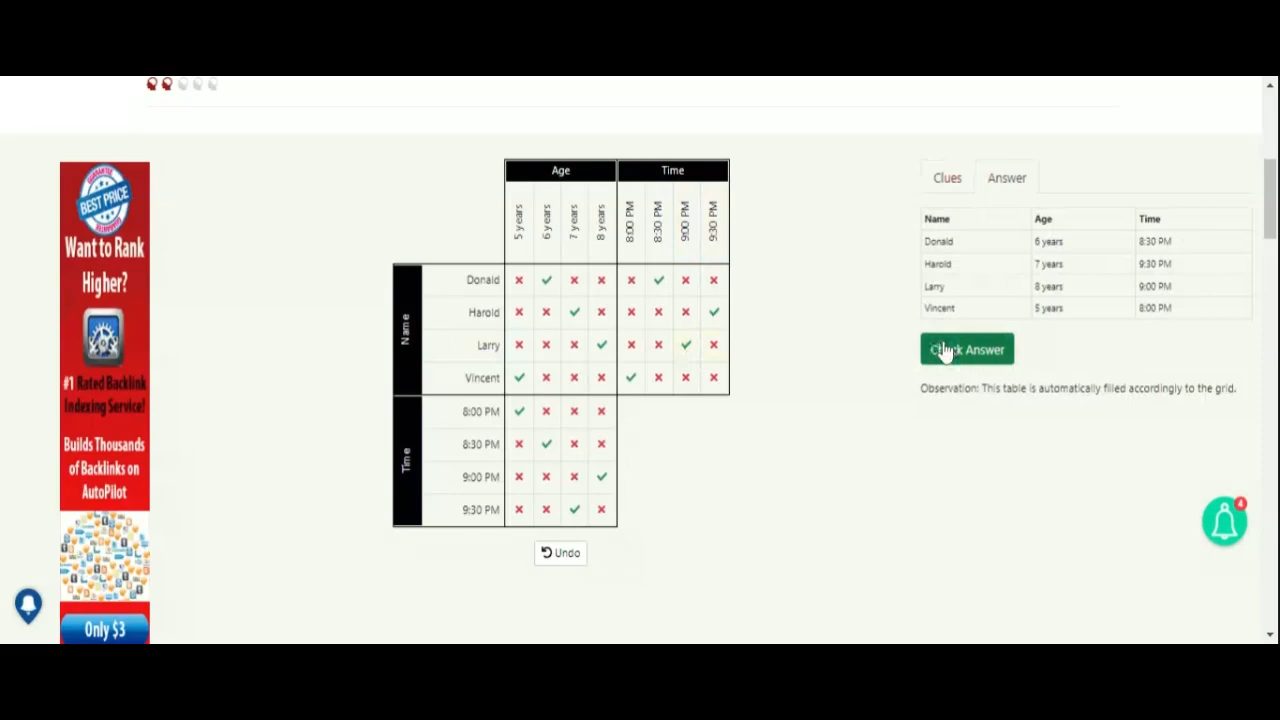 GUARANTEE
BEST PRICE
Want to Rank
Higher?
#1 Rated Backlink
Indexing Service!
Builds Thousands
of Backlinks on
AutoPilot
Only $3
Age
Time
5 years
6 years
7 years
8 years
8:00 PM
8:30 PM
9:00 PM
9:30 PM
Name
Donald
Harold
Larry
Vincent
Time
8:00 PM
8:30 PM
9:00 PM
9:30 PM
Undo
Clues
Answer
Name Age Time
Donald 6 years 8:30 PM
Harold 7 years 9:30 PM
Larry 8 years 9:00 PM
Vincent 5 years 8:00 PM
Check Answer
Observation: This table is automatically filled accordingly to the grid.
4